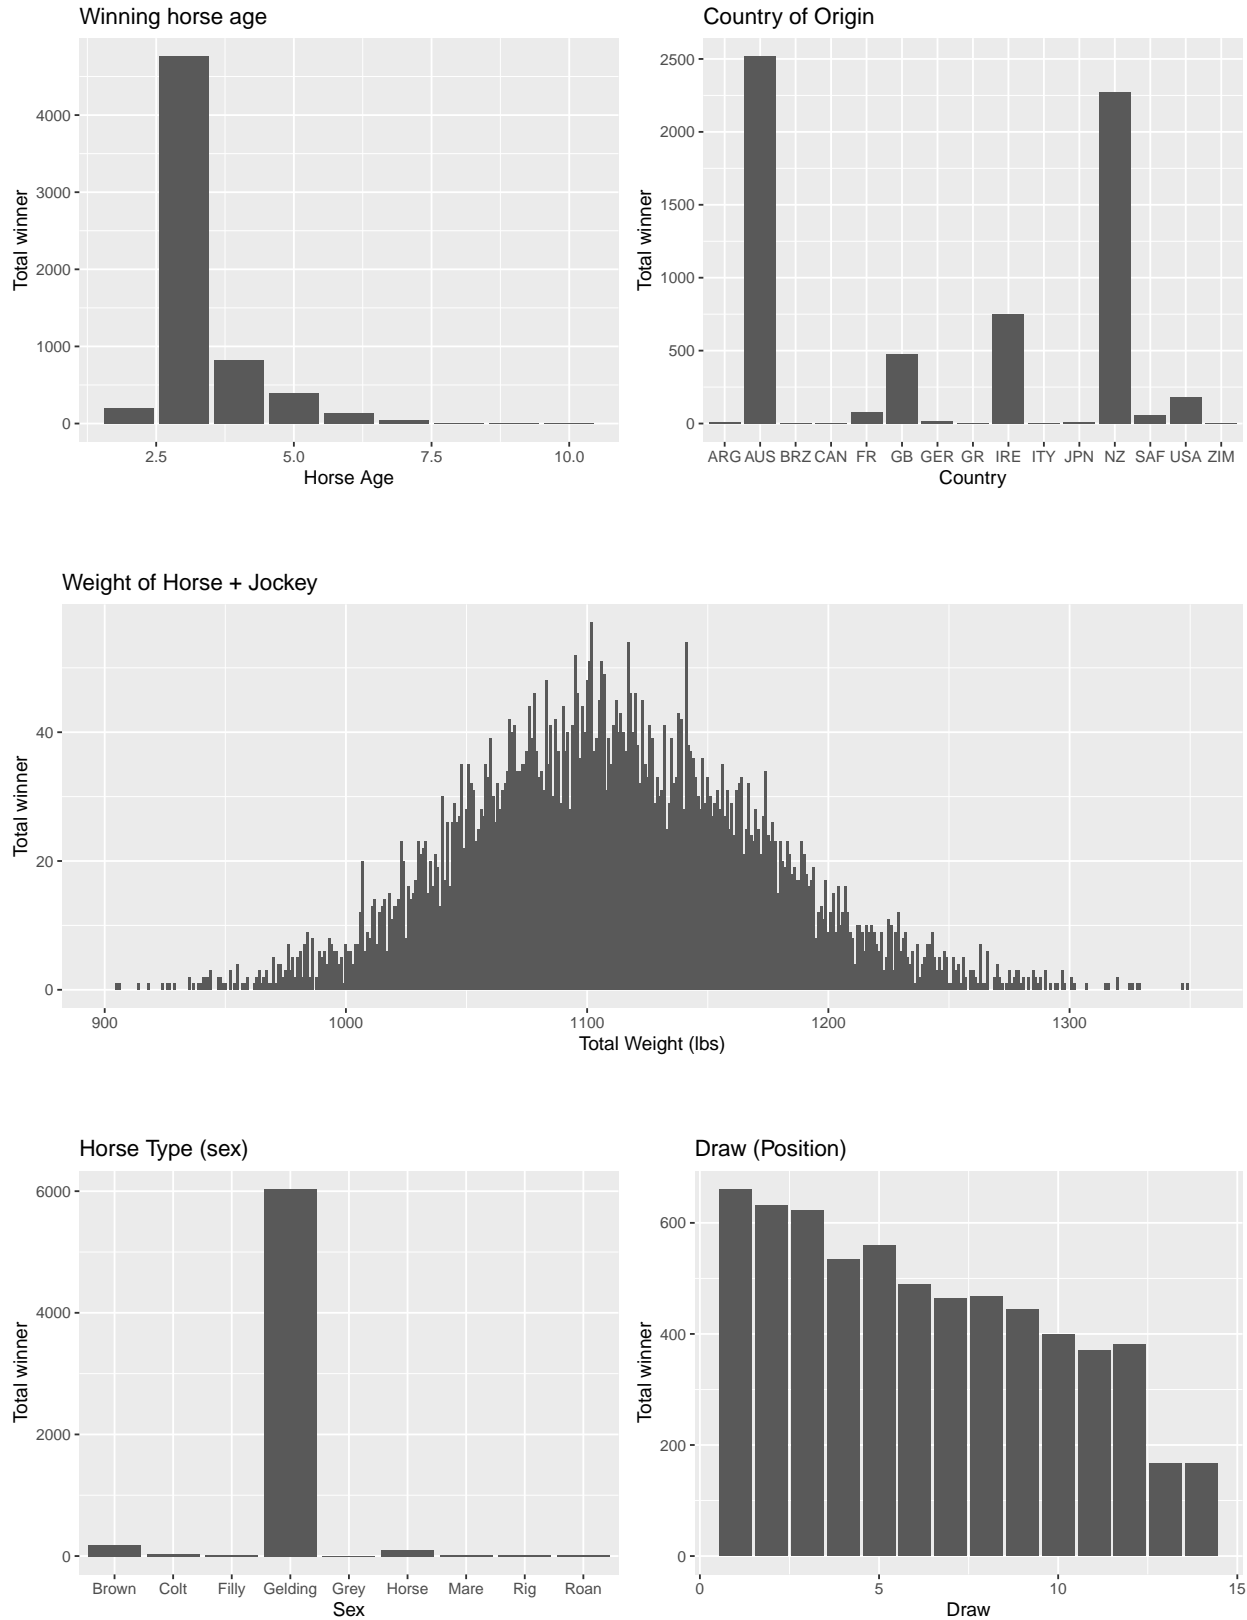 Winning horse age
Total winner
4000
3000
2000
1000
0
2.5 5.0 7.5 10.0
Horse Age
Country of Origin
Total winner
2500
2000
1500
1000
500
0
ARG AUS BRZ CAN FR GB GER GR IRE ITY JPN NZ SAF USA ZIM
Country
Weight of Horse + Jockey
Total winner
40
20
0
900 1000 1100 1200 1300
Total Weight (lbs)
Horse Type (sex)
Total winner
6000
4000
2000
0
Brown Colt Filly Gelding Grey Horse Mare Rig Roan
Sex
Draw (Position)
Total winner
600
400
200
0
0 5 10 15
Draw